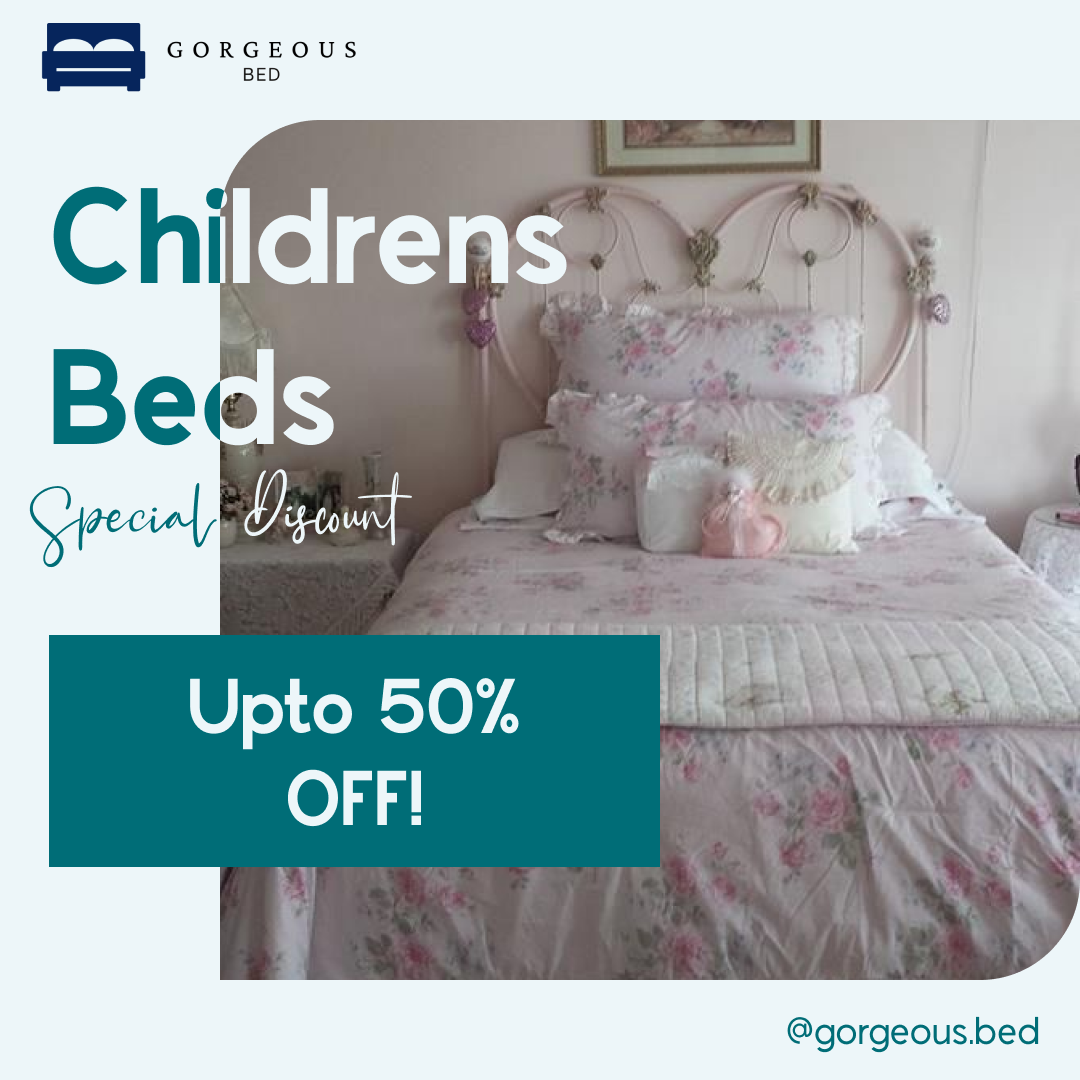 GORGEOUS
BED
Childrens
Beds
Special Discount
Upto 50%
OFF!
@gorgeous.bed